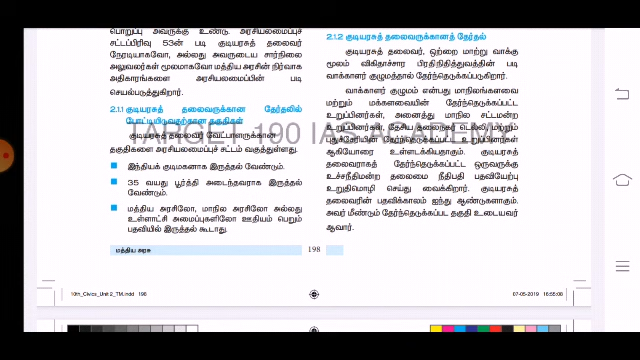 பொறுப்பு அவருக்கு உண்டு. அரசியலமைப்புச்
சட்டப்பிரிவு 53ன் படி குடியரசுத் தலைவர்
நேரடியாகவோ, அல்லது அவருடைய சார்நிலை
அலுவலர்கள் மூலமாகவோ மத்திய அரசின் நிர்வாக
அதிகாரங்களை அரசியலமைப்பின் படி
செயல்படுத்துகிறார்.
2.1.1 குடியரசுத் தலைவருக்கான தேர்தலில்
போட்டியிடுவதற்கான தகுதிகள்
குடியரசுத் தலைவர் வேட்பாளருக்கான
தகுதிகளை அரசியலமைப்புச் சட்டம் வகுத்துள்ளது.
இந்தியக் குடிமகனாக இருத்தல் வேண்டும்.
35 வயது பூர்த்தி அடைந்தவராக இருத்தல்
வேண்டும்.
மத்திய அரசிலோ, மாநில அரசிலோ அல்லது
உள்ளாட்சி அமைப்புகளிலோ ஊதியம் பெறும்
பதவியில் இருத்தல் கூடாது.
2.1.2 குடியரசுத் தலைவருக்கானத் தேர்தல்
குடியரசுத் தலைவர், ஒற்றை மாற்று வாக்கு
மூலம் விகிதாச்சார பிரதிநிதித்துவத்தின் படி
வாக்காளர் குழுமத்தால் தேர்ந்தெடுக்கப்படுகிறார்.
வாக்காளர் குழுமம் என்பது மாநிலங்களவை
மற்றும் மக்களவையின் தேர்ந்தெடுக்கப்பட்ட
உறுப்பினர்கள், அனைத்து மாநில சட்டமன்ற
உறுப்பினர்கள், தேசிய தலைநகர் டெல்லி மற்றும்
புதுச்சேரியின் தேர்ந்தெடுக்கப்பட்ட உறுப்பினர்கள்
ஆகியோரை உள்ளடக்கியதாகும். குடியரசுத்
தலைவராகத் தேர்ந்தெடுக்கப்பட்ட ஒருவருக்கு
உச்சநீதிமன்ற தலைமை நீதிபதி பதவியேற்பு
உறுதிமொழி செய்து வைக்கிறார். குடியரசுத்
தலைவரின் பதவிக்காலம் ஐந்து ஆண்டுகளாகும்.
அவர் மீண்டும் தேர்ந்தெடுக்கப்பட தகுதி உடையவர்
ஆவார்.
TARGET 190 IAS ACADEMY
மத்திய அரசு
198
10th_Civics_Unit 2_TM.indd 198
07-05-2019 16:55:08